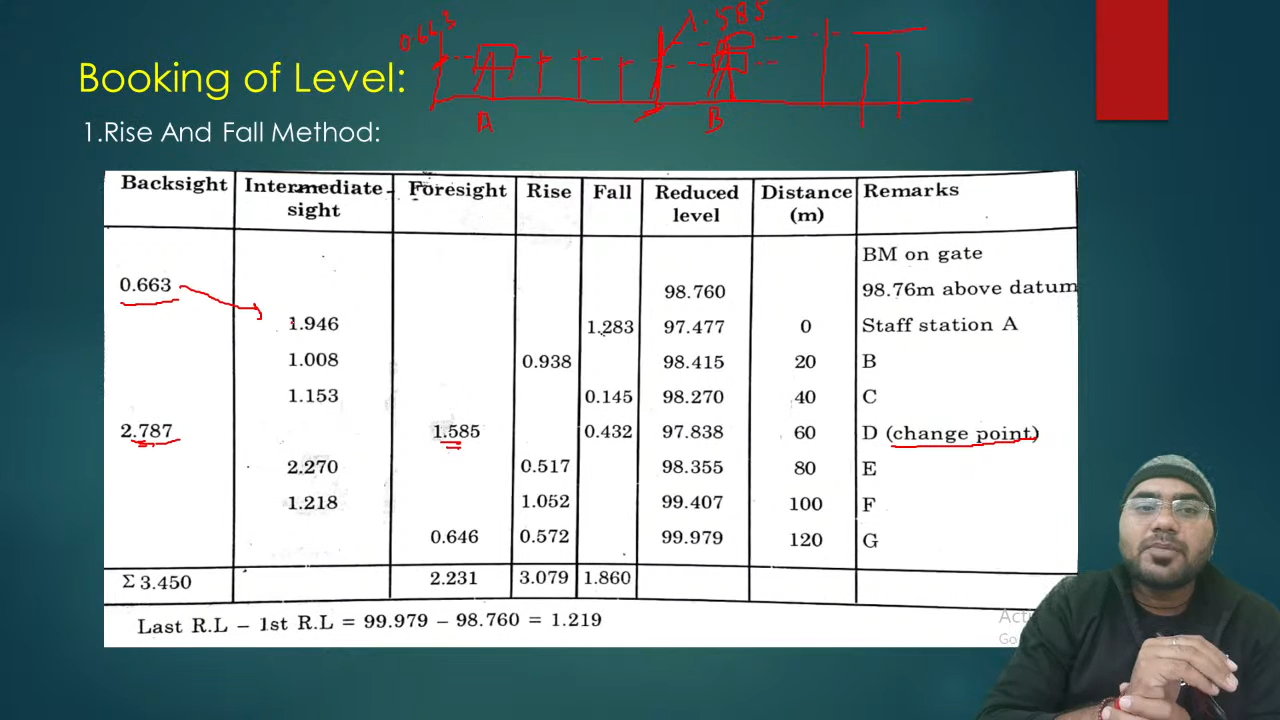 0.663
1.585
A
B
Booking of Level:
1.Rise And Fall Method:
Backsight Intermediate sight Foresight Rise Fall Reduced level Distance (m) Remarks
BM on gate
0.663 98.760 98.76m above datum
1.946 1.283 97.477 0 Staff station A
1.008 0.938 98.415 20 B
1.153 0.145 98.270 40 C
2.787 1.585 0.432 97.838 60 D (change point)
2.270 0.517 98.355 80 E
1.218 1.052 99.407 100 F
0.646 0.572 99.979 120 G
Σ 3.450 2.231 3.079 1.860
Last R.L – 1st R.L = 99.979 – 98.760 = 1.219